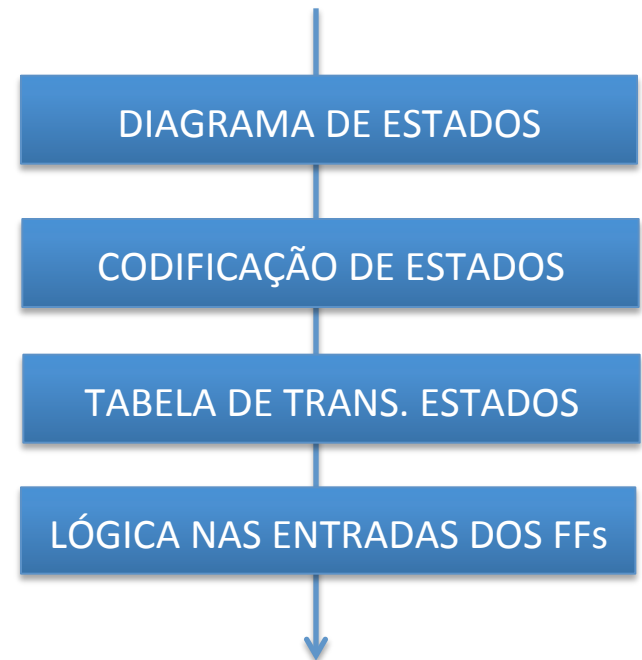 DIAGRAMA DE ESTADOS
CODIFICAÇÃO DE ESTADOS
TABELA DE TRANS. ESTADOS
LÓGICA NAS ENTRADAS DOS FFs